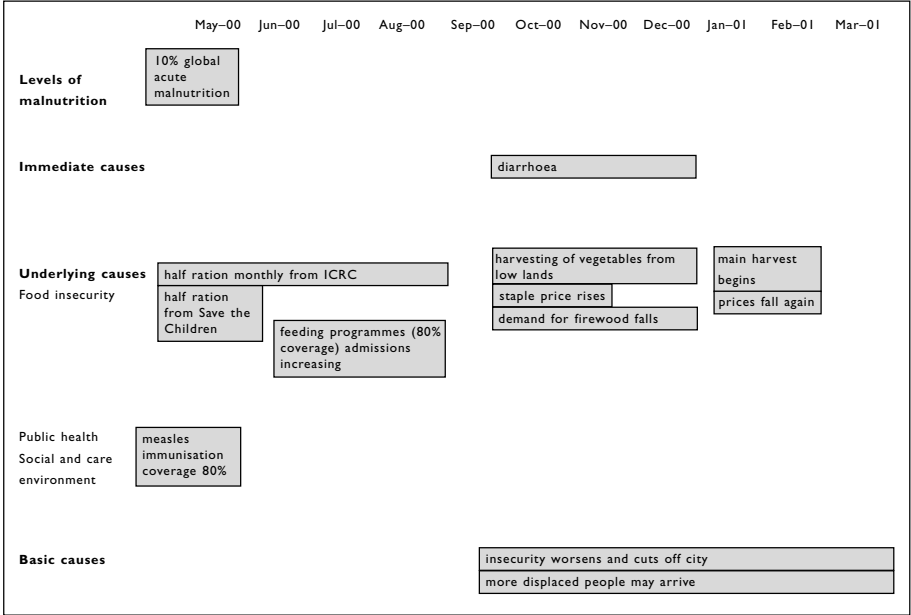 May–00 Jun–00 Jul–00 Aug–00 Sep–00 Oct–00 Nov–00 Dec–00 Jan–01 Feb–01 Mar–01
Levels of
malnutrition
10% global
acute
malnutrition
Immediate causes
diarrhoea
Underlying causes
Food insecurity
half ration monthly from ICRC
half ration
from Save the
Children
feeding programmes (80%
coverage) admissions
increasing
harvesting of vegetables from
low lands
staple price rises
demand for firewood falls
main harvest
begins
prices fall again
Public health
Social and care
environment
measles
immunisation
coverage 80%
Basic causes
insecurity worsens and cuts off city
more displaced people may arrive